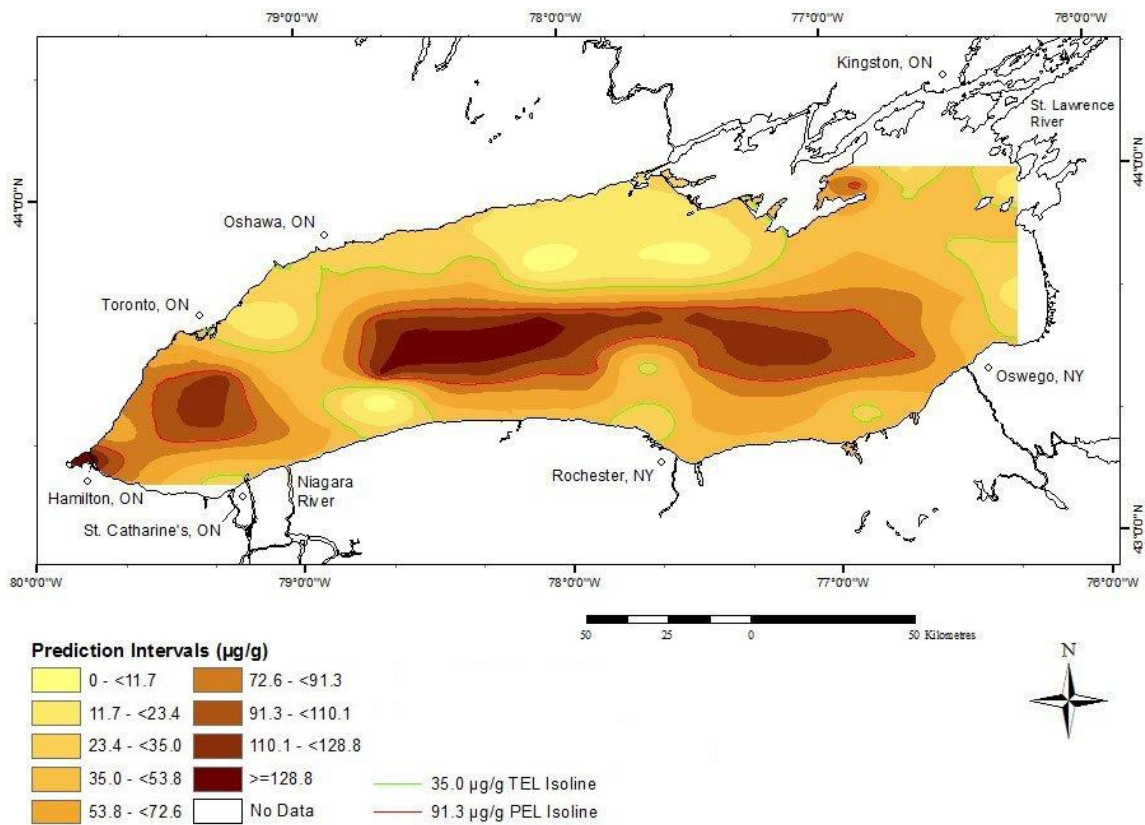 79°0'0"W
78°0'0"W
77°0'0"W
76°0'0"W
Kingston, ON
St. Lawrence
River
44°0'0"N
44°0'0"N
Oshawa, ON
Toronto, ON
Oswego, NY
Rochester, NY
Niagara
River
Hamilton, ON
St. Catharine's, ON
43°0'0"N
80°0'0"W
79°0'0"W
78°0'0"W
77°0'0"W
76°0'0"W
50 25 0 50 Kilometres
Prediction Intervals (µg/g)
0 - <11.7
72.6 - <91.3
11.7 - <23.4
91.3 - <110.1
23.4 - <35.0
110.1 - <128.8
35.0 - <53.8
>=128.8
53.8 - <72.6
No Data
35.0 µg/g TEL Isoline
91.3 µg/g PEL Isoline
N